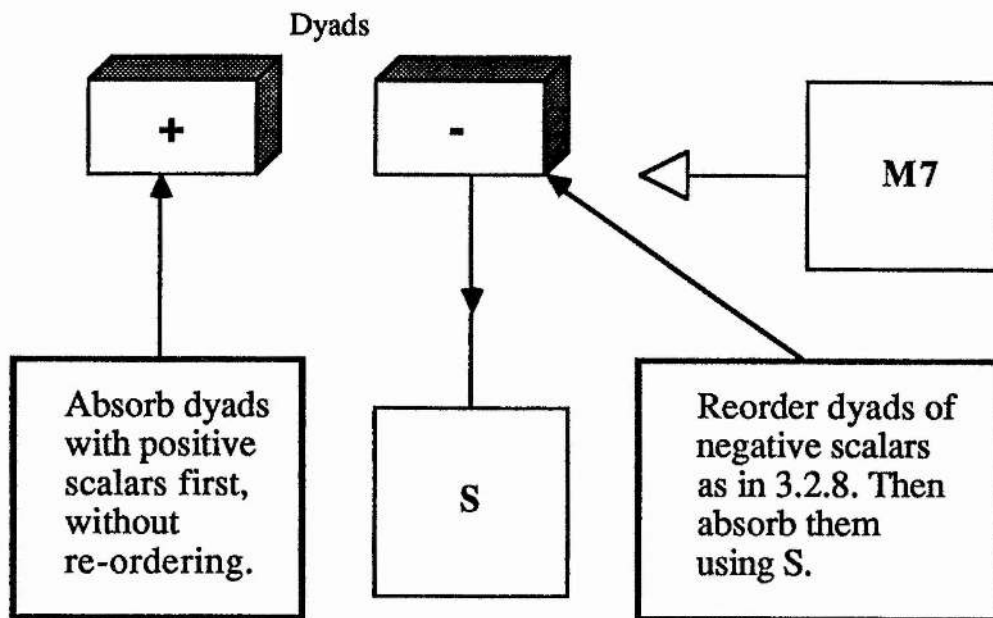 Dyads
+
-
M7
Absorb dyads
with positive
scalars first,
without
re-ordering.
S
Reorder dyads of
negative scalars
as in 3.2.8. Then
absorb them
using S.